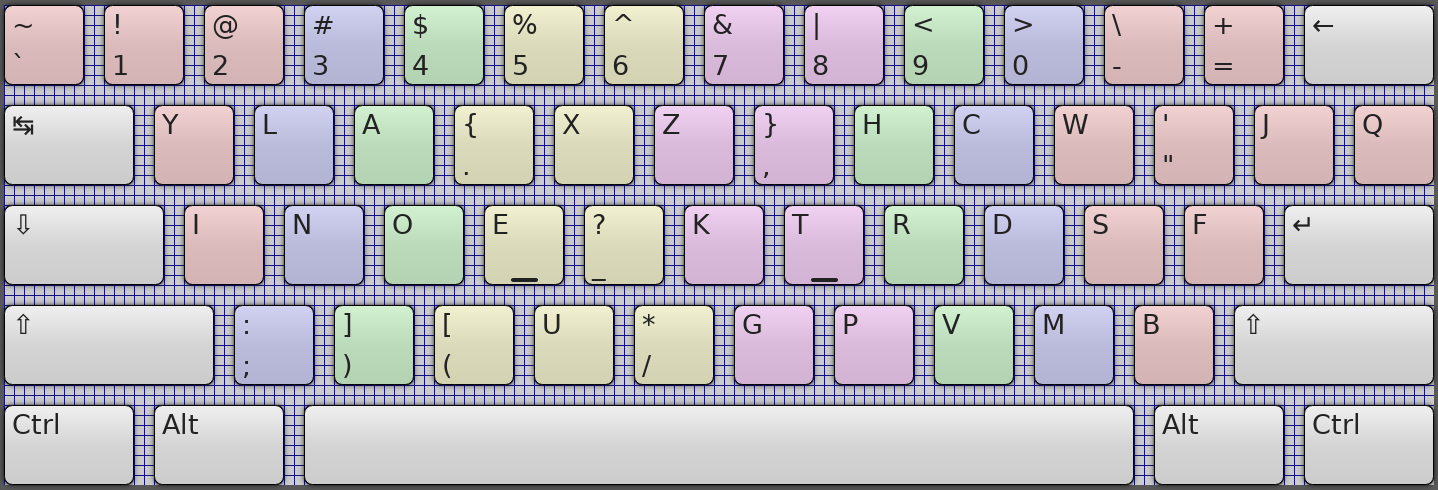 ~ ! @ # $ % ^ & | < > \ + ←
` 1 2 3 4 5 6 7 8 9 0 - =
↹ Y L A { X Z } H C W ' J Q
. , "
⇩ I N O E ? K T R D S F ↵
_
⇧ : ] [ U * G P V M B ⇧
; ) ( /
Ctrl Alt Alt Ctrl